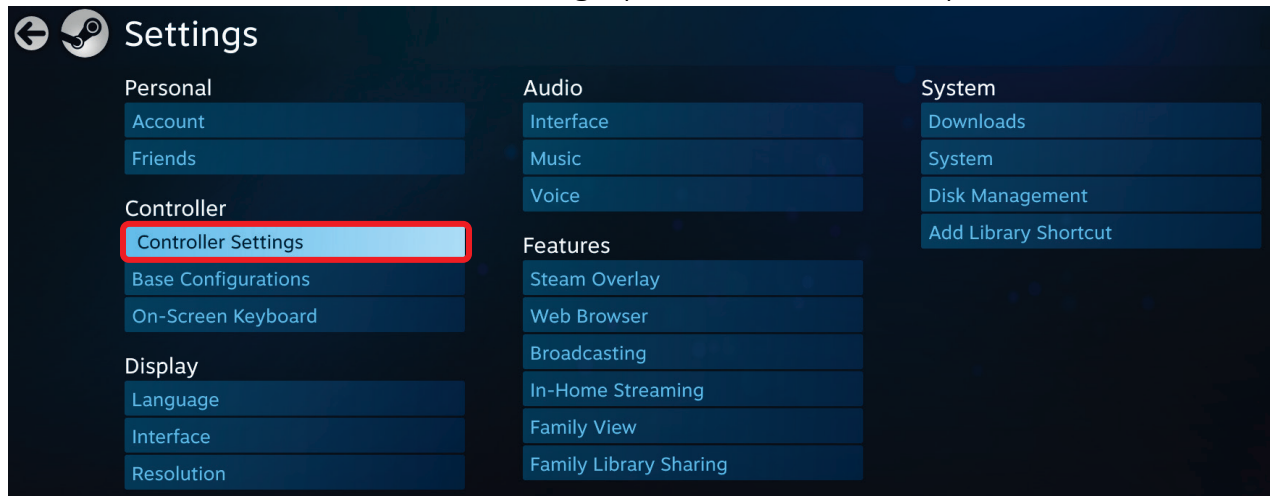 Settings
Personal
Account
Friends
Controller
Controller Settings
Base Configurations
On-Screen Keyboard
Display
Language
Interface
Resolution
Audio
Interface
Music
Voice
Features
Steam Overlay
Web Browser
Broadcasting
In-Home Streaming
Family View
Family Library Sharing
System
Downloads
System
Disk Management
Add Library Shortcut